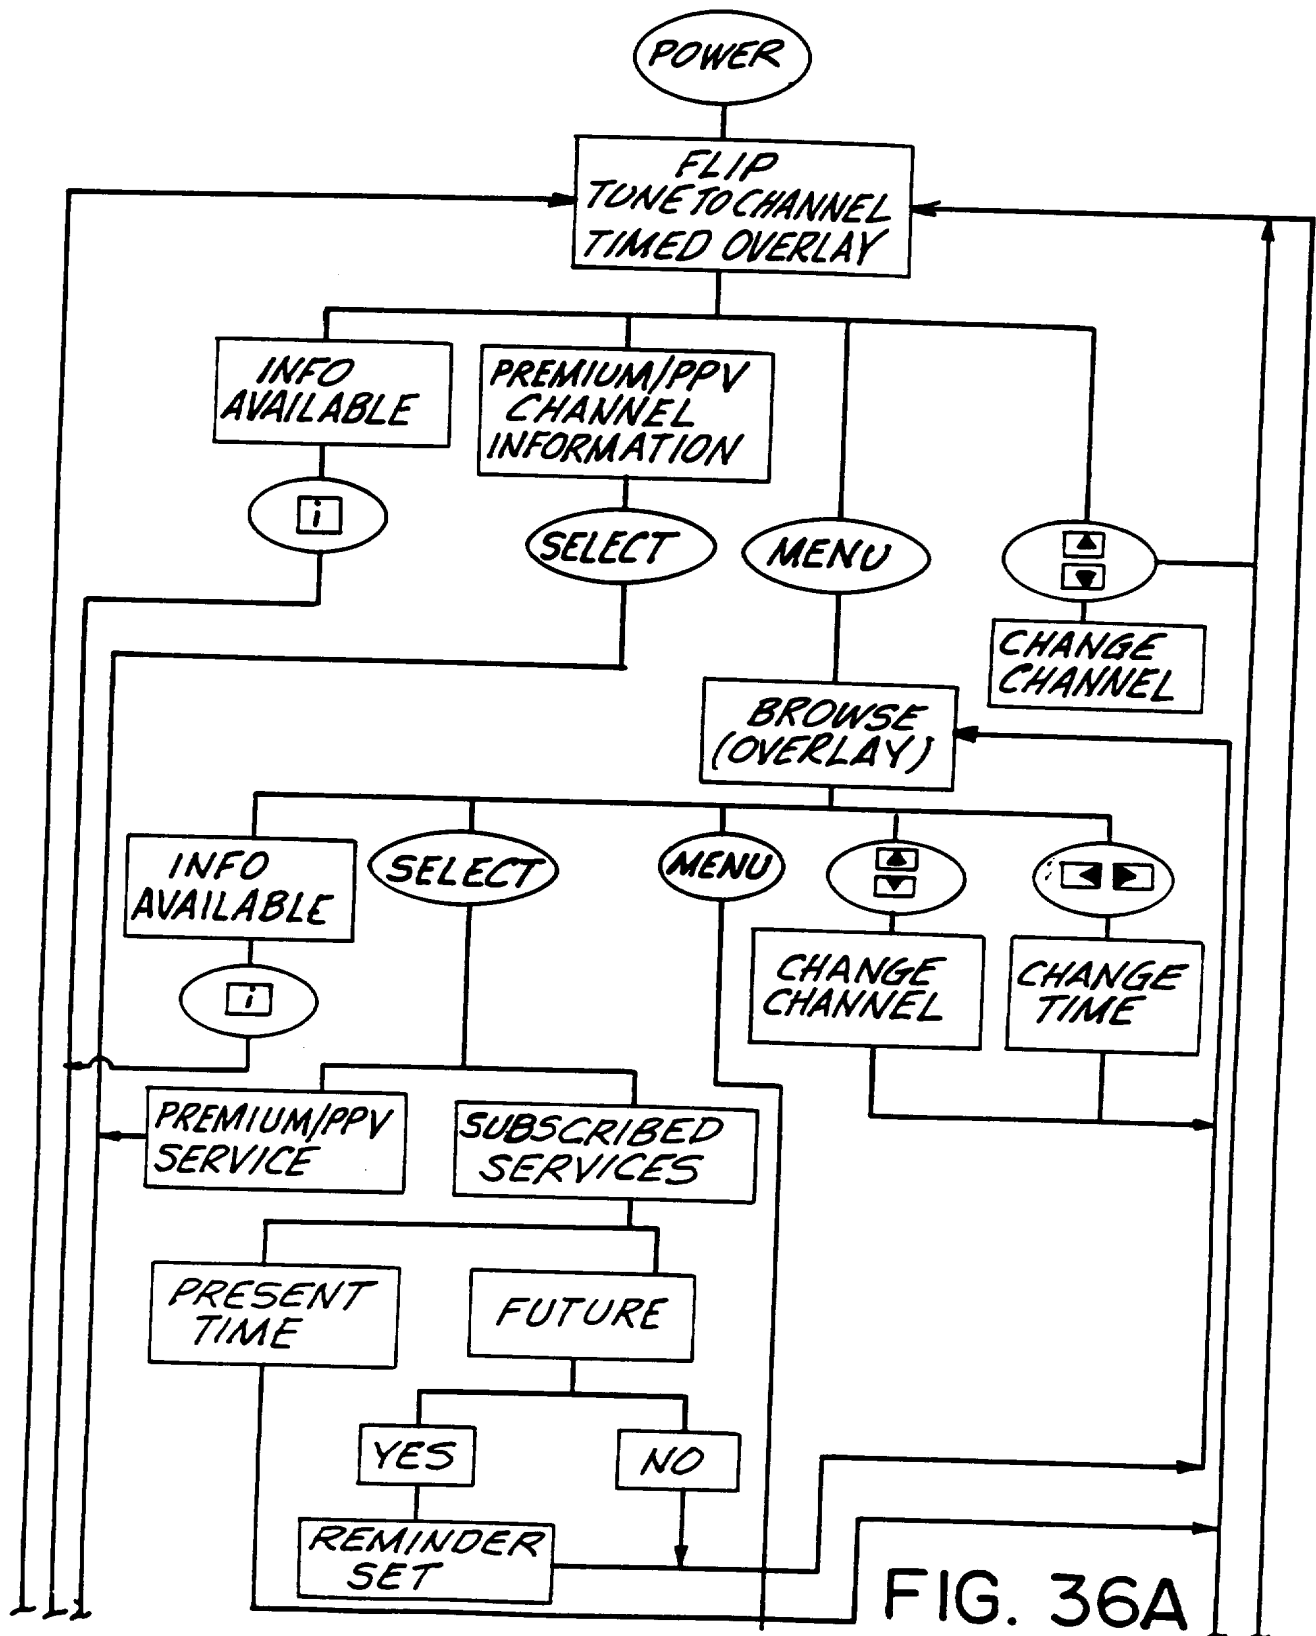 POWER
FLIP
TUNE TO CHANNEL
TIMED OVERLAY
INFO
AVAILABLE
i
PREMIUM/PPV
CHANNEL
INFORMATION
SELECT
MENU
CHANGE
CHANNEL
BROWSE
(OVERLAY)
INFO
AVAILABLE
i
SELECT
MENU
CHANGE
CHANNEL
CHANGE
TIME
PREMIUM/PPV
SERVICE
SUBSCRIBED
SERVICES
PRESENT
TIME
FUTURE
YES
NO
REMINDER
SET
FIG. 36A